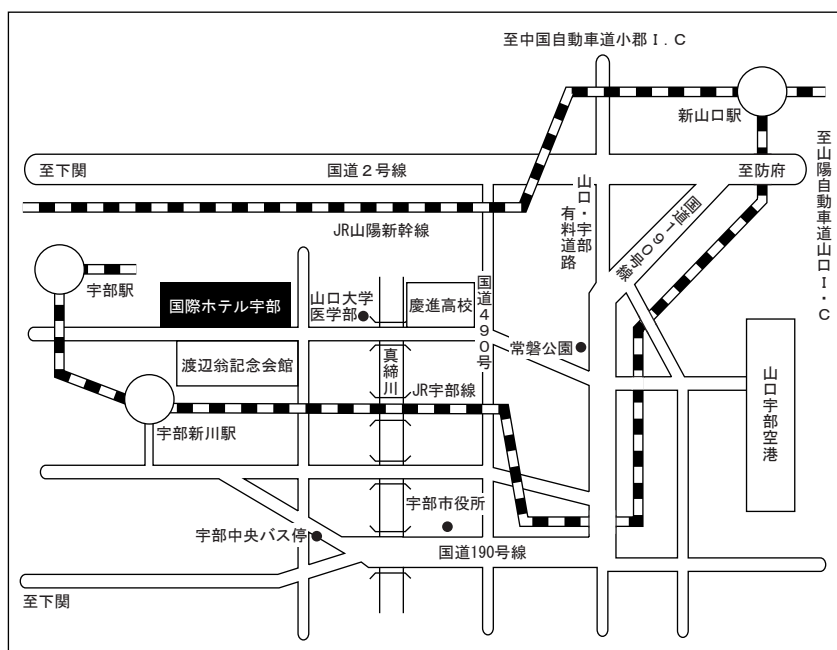 至中国自動車道小郡Ｉ.Ｃ
新山口駅
至下関
国道２号線
至防府
至山陽自動車道山口Ｉ・Ｃ
山口・宇部
有料道路
国道１９０号線
JR山陽新幹線
宇部駅
国際ホテル宇部
山口大学
医学部
慶進高校
国道４９０号
常磐公園
渡辺翁記念会館
真締川
JR宇部線
山口宇部空港
宇部新川駅
宇部市役所
宇部中央バス停
国道190号線
至下関